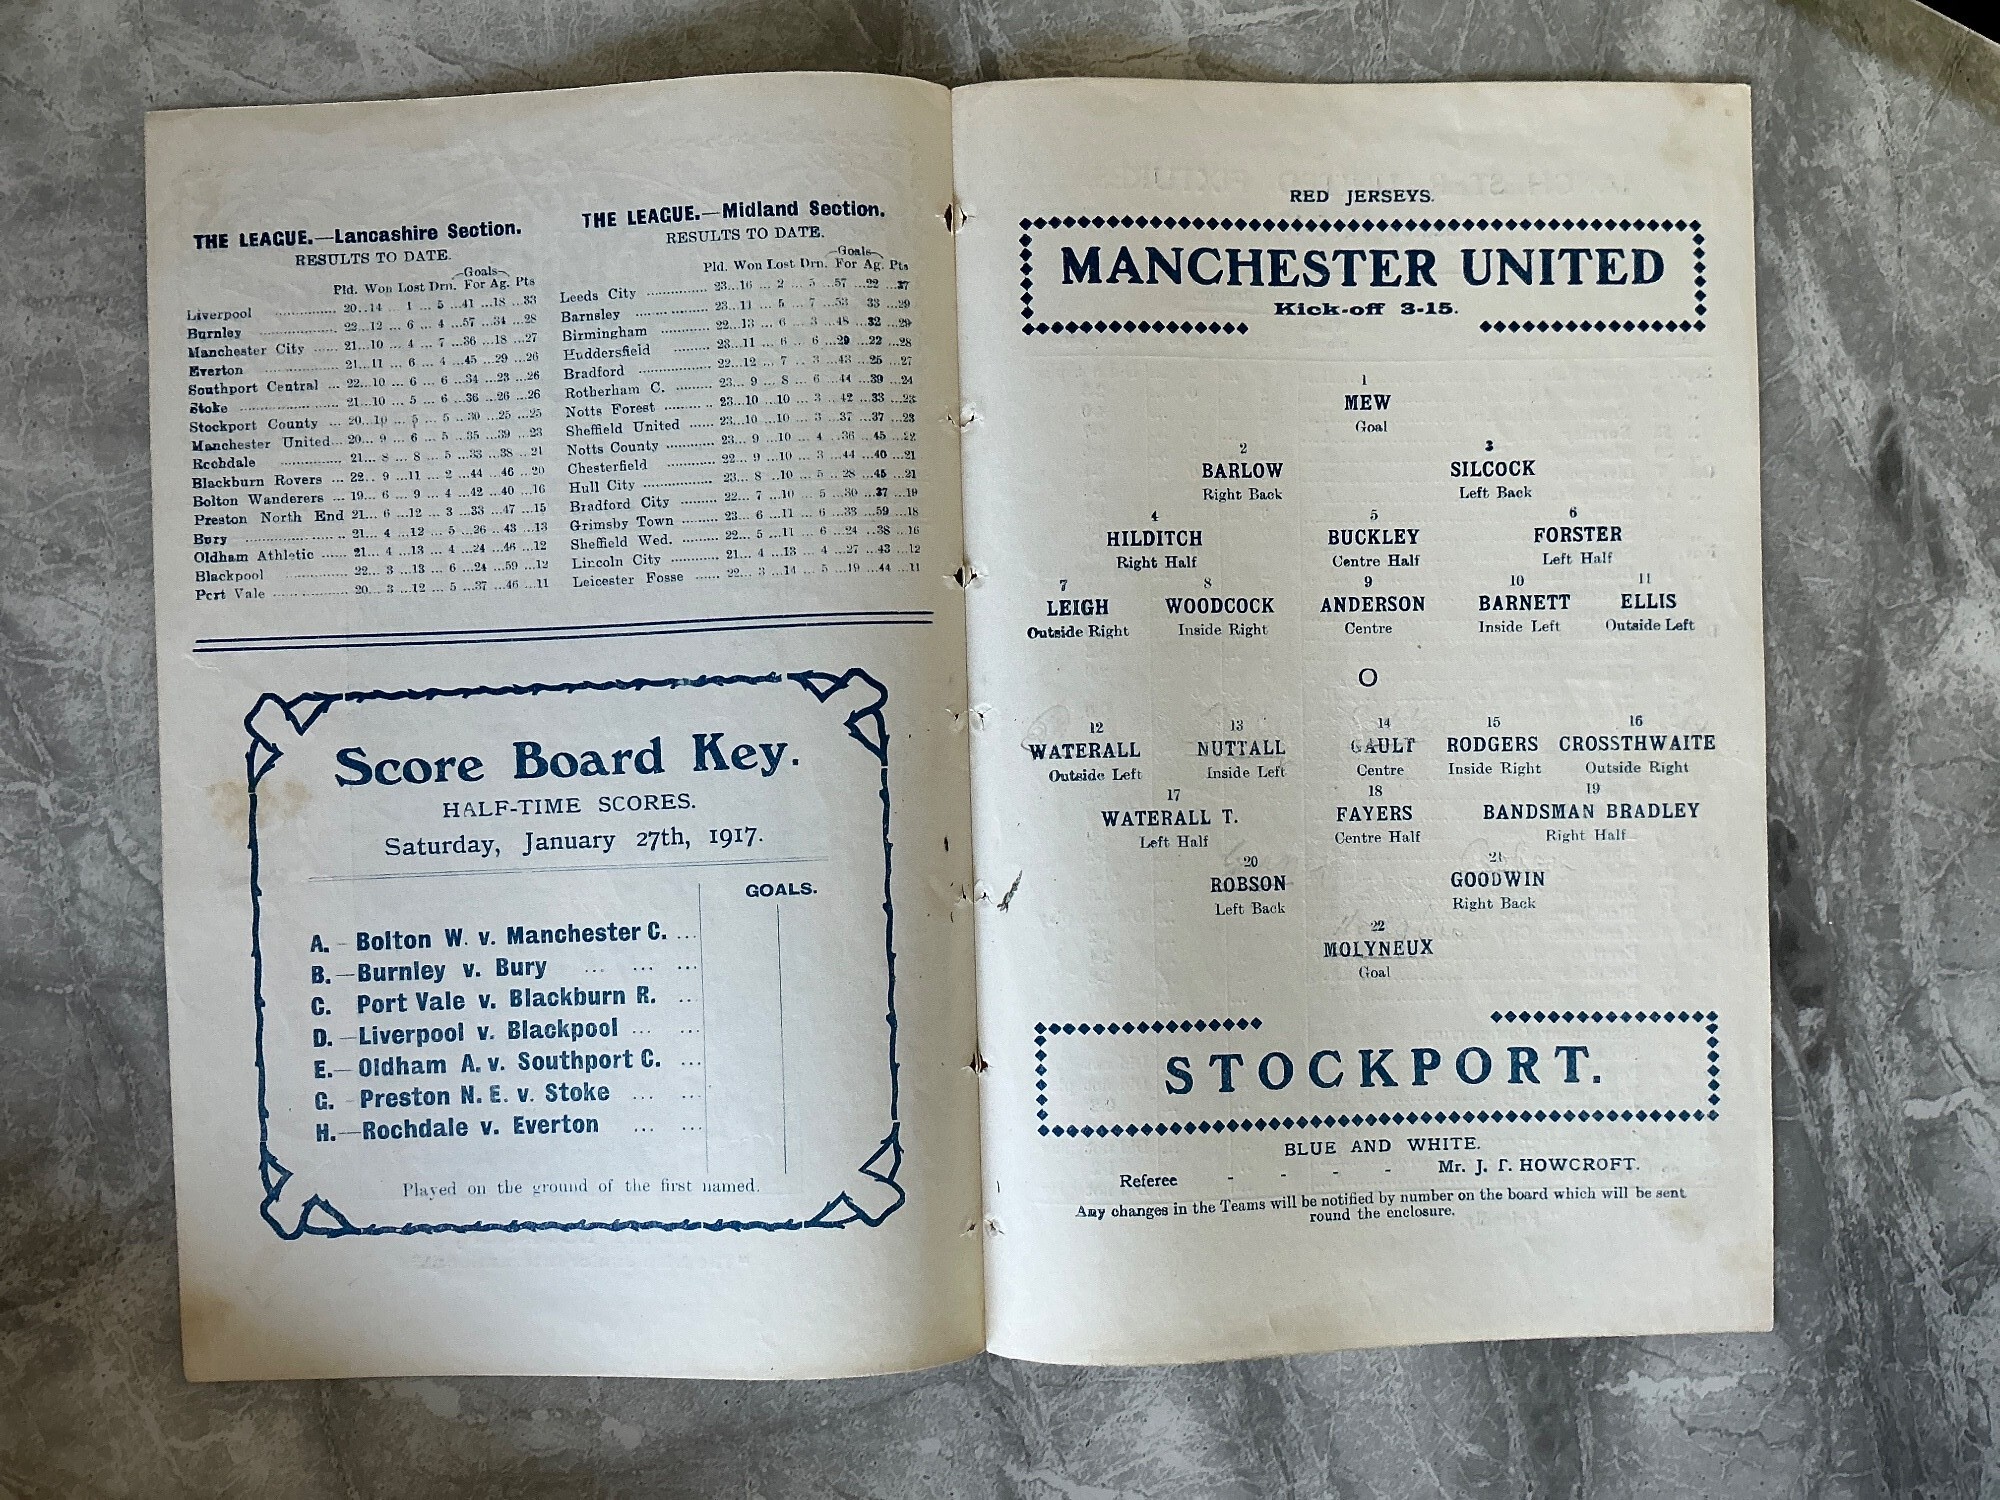 THE LEAGUE.—Lancashire Section.
RESULTS TO DATE.
Goals
Pld. Won Lost Drn. For Ag. Pts
Liverpool ............... 20...14 ... 1 ... 5 ...41 ...18 ...33
Burnley ............... 22...12 ... 6 ... 4 ...57 ...34 ...28
Manchester City ...... 21...10 ... 4 ... 7 ...36 ...18 ...27
Everton ............... 21...11 ... 6 ... 4 ...45 ...29 ...26
Southport Central ... 22...10 ... 6 ... 6 ...34 ...23 ...26
Stoke ............... 21...10 ... 5 ... 6 ...36 ...26 ...26
Stockport County ... 20...10 ... 5 ... 5 ...30 ...25 ...25
Manchester United... 20... 9 ... 6 ... 5 ...35 ...39 ...23
Rochdale ............... 21... 8 ... 8 ... 5 ...33 ...38 ...21
Blackburn Rovers ... 22... 9 ...11 ... 2 ...44 ...46 ...20
Bolton Wanderers ... 19... 6 ... 9 ... 4 ...42 ...40 ...16
Preston North End 21... 6 ...12 ... 3 ...33 ...47 ...15
Bury ............... 21... 4 ...12 ... 5 ...26 ...43 ...13
Oldham Athletic ...... 21... 4 ...13 ... 4 ...24 ...46 ...12
Blackpool ............... 22... 3 ...13 ... 6 ...24 ...59 ...12
Port Vale ............... 20... 3 ...12 ... 5 ...37 ...46 ...11
THE LEAGUE.—Midland Section.
RESULTS TO DATE.
Goals
Pld. Won Lost Drn. For Ag. Pts
Leeds City ............... 23...16 ... 2 ... 5 ...57 ...22 ...37
Barnsley ............... 23...11 ... 5 ... 7 ...53 33 ...29
Birmingham ............ 22...13 ... 6 ... 3 ...48 ...32 ...29
Huddersfield ......... 23...11 ... 6 ... 6 ...29 ...22 ...28
Bradford ............... 22...12 ... 7 ... 3 ...43 ...25 ...27
Rotherham C. ......... 23... 9 ... 8 ... 6 ...44 ...39 ...24
Notts Forest ......... 23...10 ...10 ... 3 ...42 ...33 ...23
Sheffield United ...... 23...10 ...10 ... 3 ...37 ...37 ...23
Notts County ......... 23... 9 ...10 ... 4 ...36 ...45 ...22
Chesterfield ............ 22... 9 ...10 ... 3 ...44 ...40 ...21
Hull City ............... 23... 8 ...10 ... 5 ...28 ...45 ...21
Bradford City ......... 22... 7 ...10 ... 5 ...30 ...37 ...19
Grimsby Town ......... 23... 6 ...11 ... 6 ...33 ...59 ...18
Sheffield Wed. ......... 22... 5 ...11 ... 6 ...24 ...38 ...16
Lincoln City ............ 21... 4 ...13 ... 4 ...27 ...43 ...12
Leicester Fosse ...... 22... 3 ...14 ... 5 ...19 ...44 ...11
Score Board Key.
HALF-TIME SCORES.
Saturday, January 27th, 1917.
GOALS.
A.—Bolton W. v. Manchester C. ...
B.—Burnley v. Bury ... ... ...
C. Port Vale v. Blackburn R. ...
D.—Liverpool v. Blackpool ... ...
E.—Oldham A. v. Southport C. ...
G. Preston N. E. v. Stoke ... ...
H.—Rochdale v. Everton ... ...
Played on the ground of the first named.
RED JERSEYS.
MANCHESTER UNITED
Kick-off 3-15.
1
MEW
Goal
2 3
BARLOW SILCOCK
Right Back Left Back
4 5 6
HILDITCH BUCKLEY FORSTER
Right Half Centre Half Left Half
7 8 9 10 11
LEIGH WOODCOCK ANDERSON BARNETT ELLIS
Outside Right Inside Right Centre Inside Left Outside Left
O
12 13 14 15 16
WATERALL NUTTALL GAULT RODGERS CROSSTHWAITE
Outside Left Inside Left Centre Inside Right Outside Right
17 18 19
WATERALL T. FAYERS BANDSMAN BRADLEY
Left Half Centre Half Right Half
20 21
ROBSON GOODWIN
Left Back Right Back
22
MOLYNEUX
Goal
STOCKPORT.
BLUE AND WHITE.
Referee - - - - Mr. J. T. HOWCROFT.
Any changes in the Teams will be notified by number on the board which will be sent
round the enclosure.